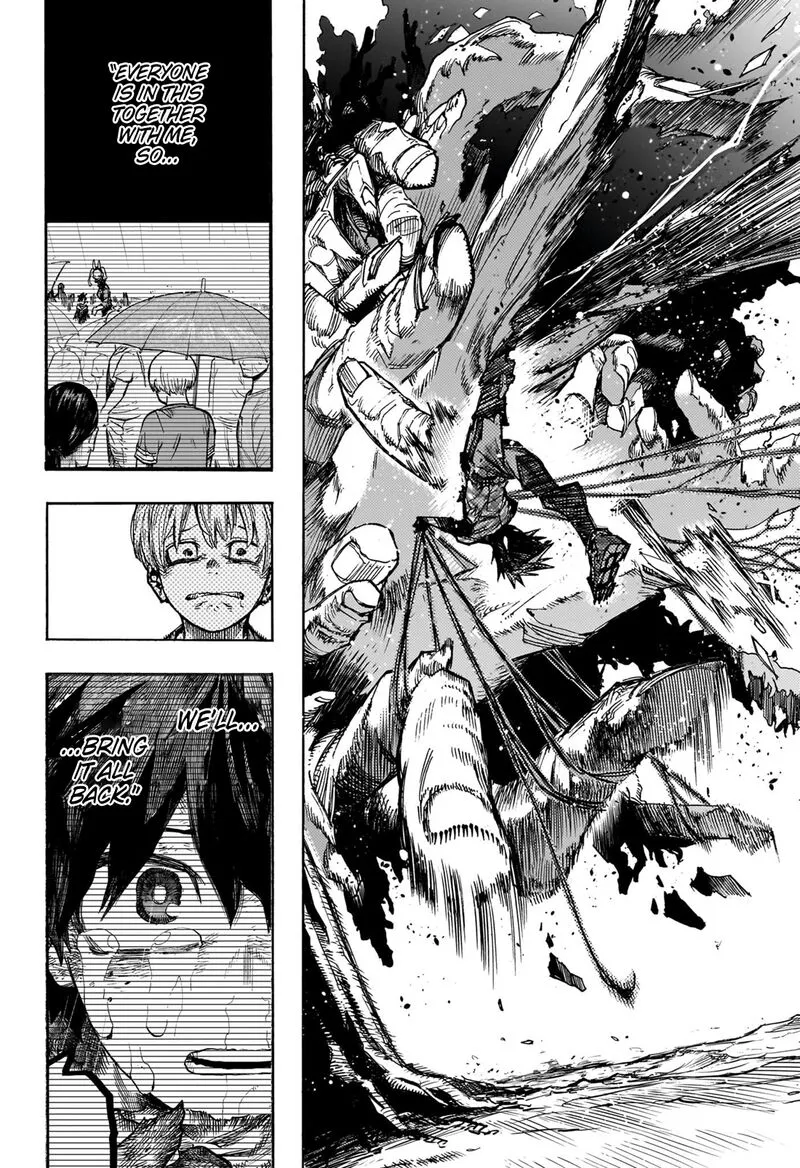 "EVERYONE
IS IN THIS
TOGETHER
WITH ME,
SO...
WE'LL...
...BRING
IT ALL
BACK."